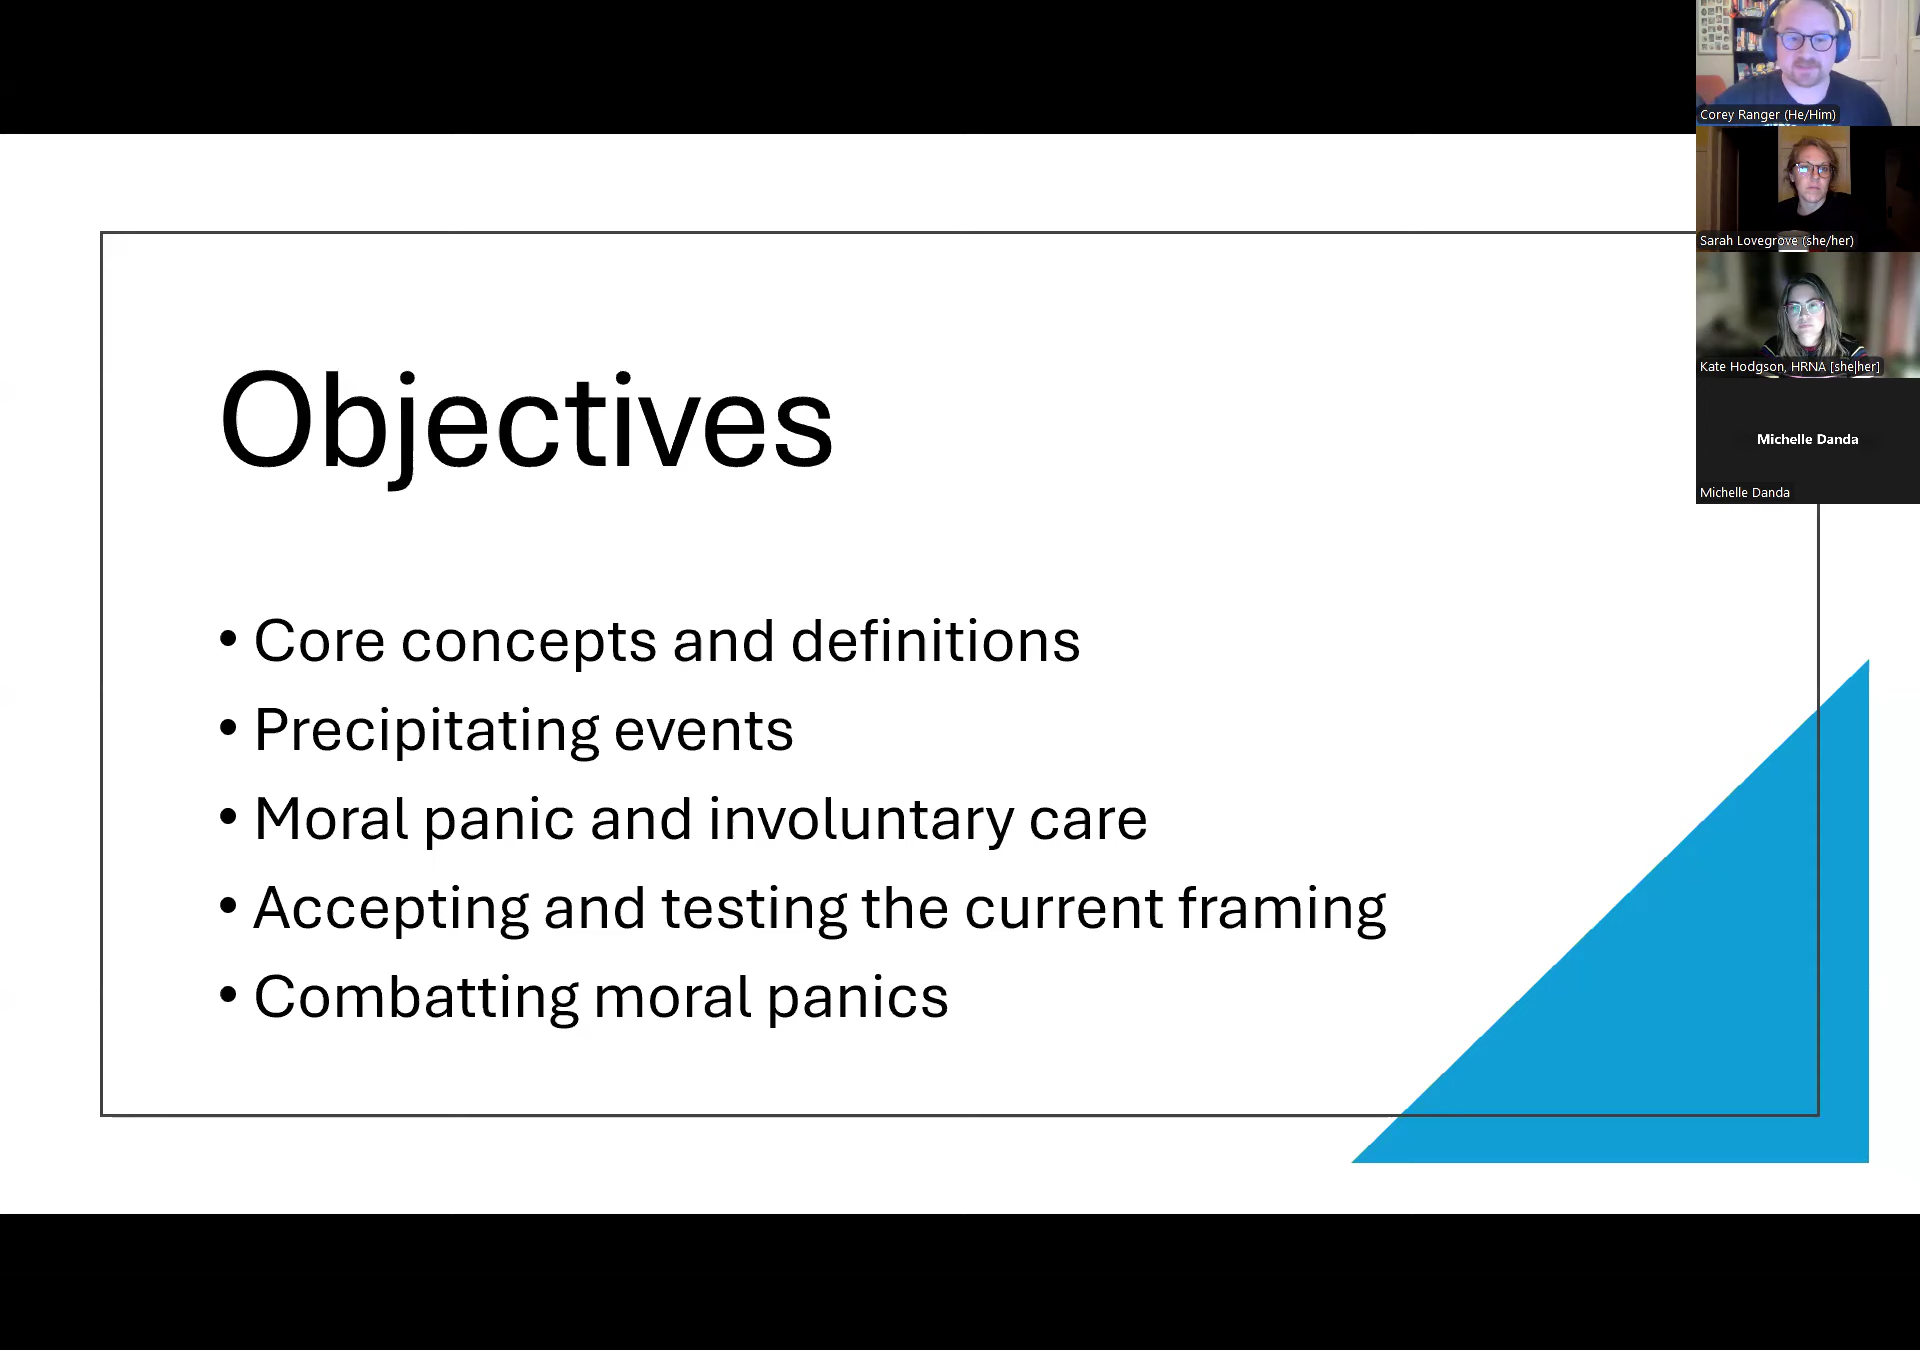 Objectives
• Core concepts and definitions
• Precipitating events
• Moral panic and involuntary care
• Accepting and testing the current framing
• Combatting moral panics
Corey Ranger (He/Him)
Sarah Lovegrove (she/her)
Kate Hodgson, HRNA [she|her]
Michelle Danda
Michelle Danda